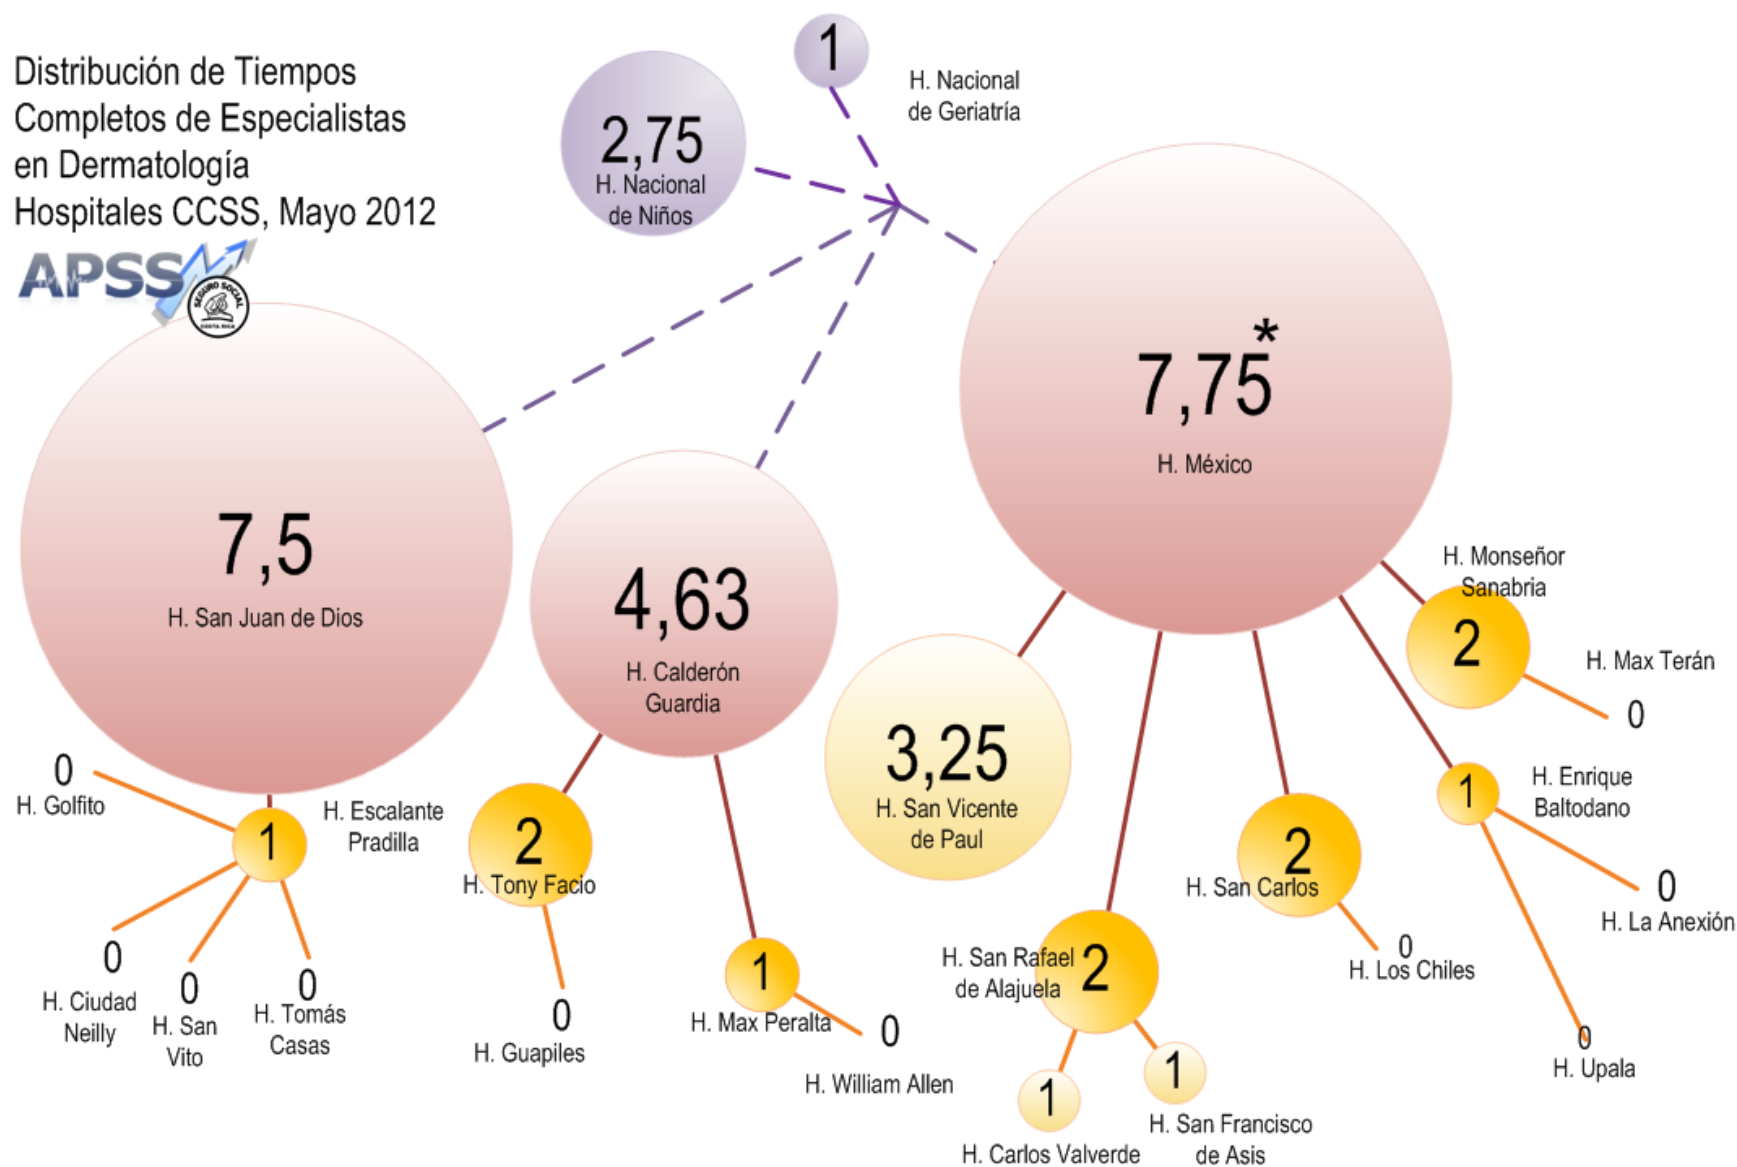 Distribución de Tiempos
Completos de Especialistas
en Dermatología
Hospitales CCSS, Mayo 2012
APSS
SEGURO SOCIAL
COSTA RICA
1
H. Nacional
de Geriatría
2,75
H. Nacional
de Niños
7,75*
H. México
7,5
H. San Juan de Dios
4,63
H. Calderón
Guardia
3,25
H. San Vicente
de Paul
H. Monseñor
Sanabria
2
H. Max Terán
0
0
H. Golfito
1
H. Escalante
Pradilla
0
H. Ciudad
Neilly
0
H. San
Vito
0
H. Tomás
Casas
2
H. Tony Facio
0
H. Guapiles
1
H. Max Peralta
0
H. William Allen
H. San Rafael
de Alajuela
2
1
H. Carlos Valverde
1
H. San Francisco
de Asis
2
H. San Carlos
0
H. Los Chiles
1
H. Enrique
Baltodano
0
H. La Anexión
0
H. Upala